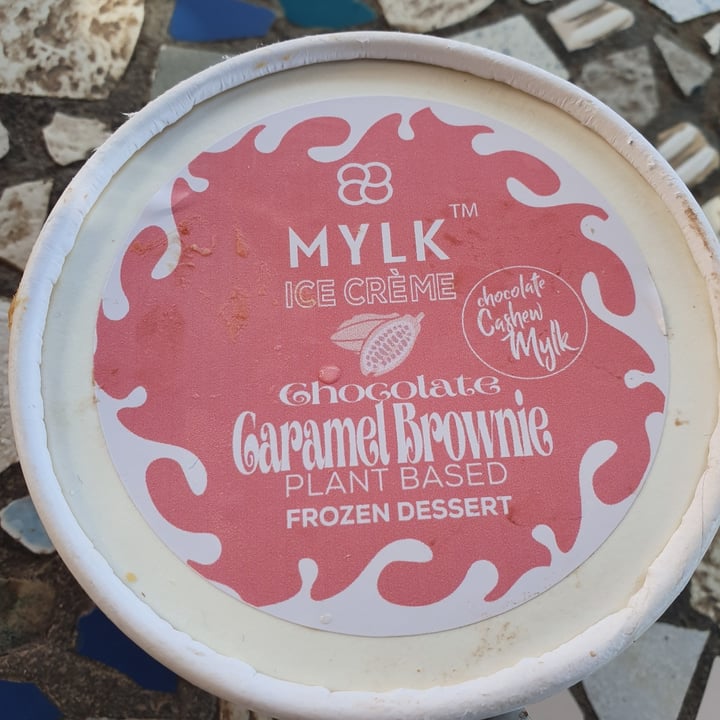 MYLK™
ICE CRÈME
chocolate
Cashew
Mylk
Chocolate
Caramel Brownie
PLANT BASED
FROZEN DESSERT